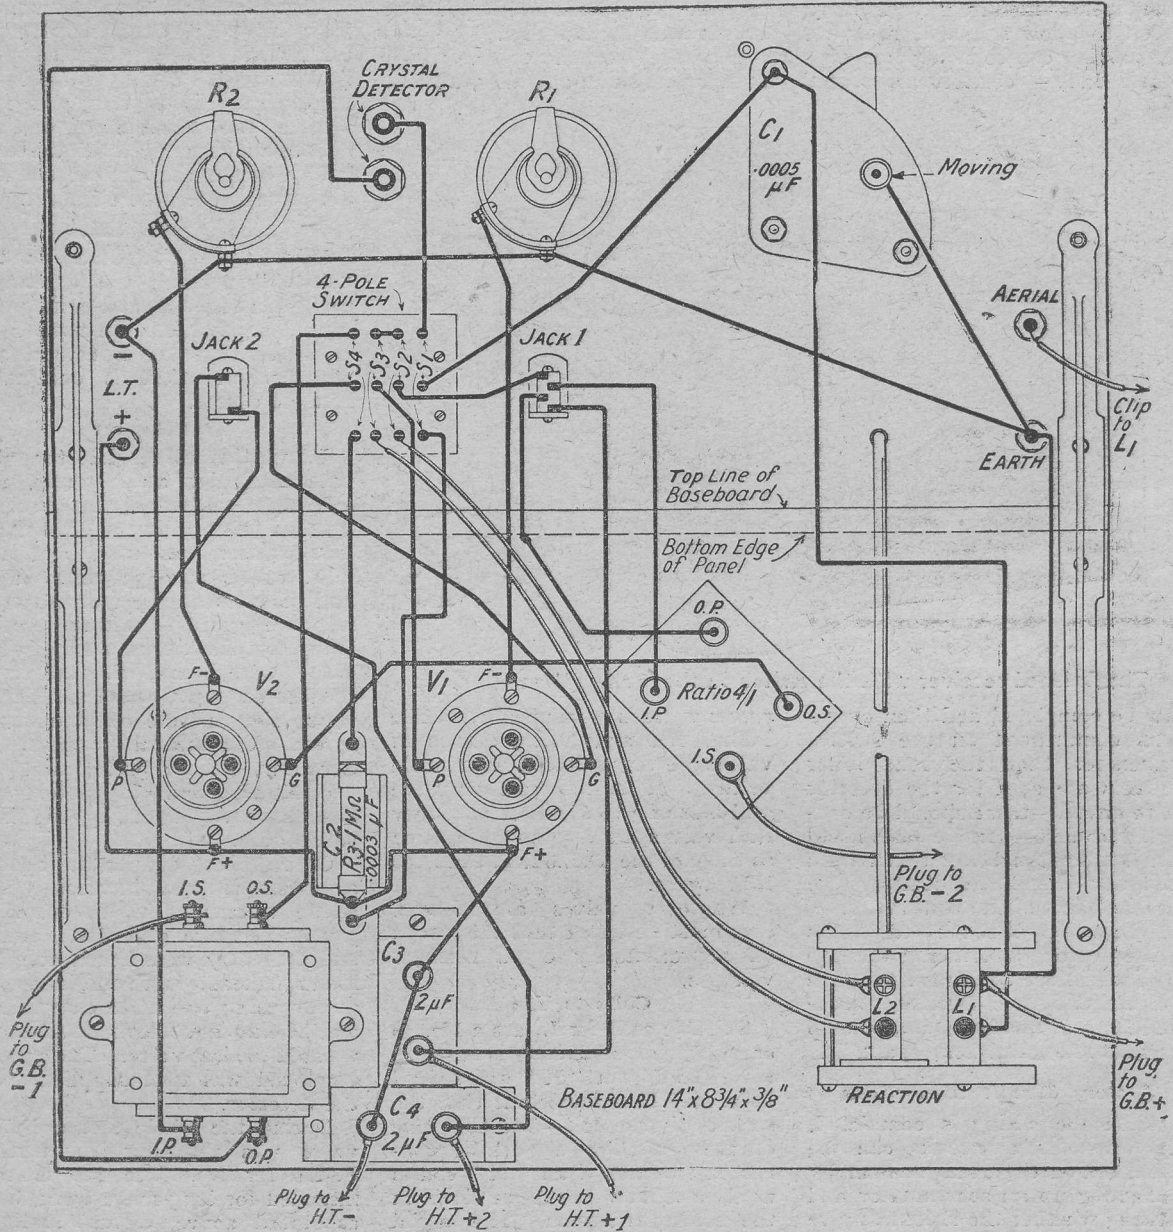 CRYSTAL
DETECTOR
R2
R1
C1
.0005
µF
Moving
4-POLE
SWITCH
AERIAL
JACK 2
JACK 1
S4
S3
S2
S1
-
L.T.
+
Clip
to
L1
EARTH
Top Line of
Baseboard
Bottom Edge
of Panel
O.P.
F-
V2
F-
V1
Ratio 4/1
I.P
O.S.
I.S.
P
G
P
G
C2
R3-1 MΩ
.0003 µF
F+
F+
Plug to
G.B.-2
I.S.
O.S.
C3
2µF
L2
L1
Plug
to
G.B.
-1
Plug
to
G.B.+
BASEBOARD 14"x 8¾"x ⅜"
REACTION
C4
2µF
I.P.
O.P.
Plug to
H.T.-
Plug to
H.T.+2
Plug to
H.T.+1